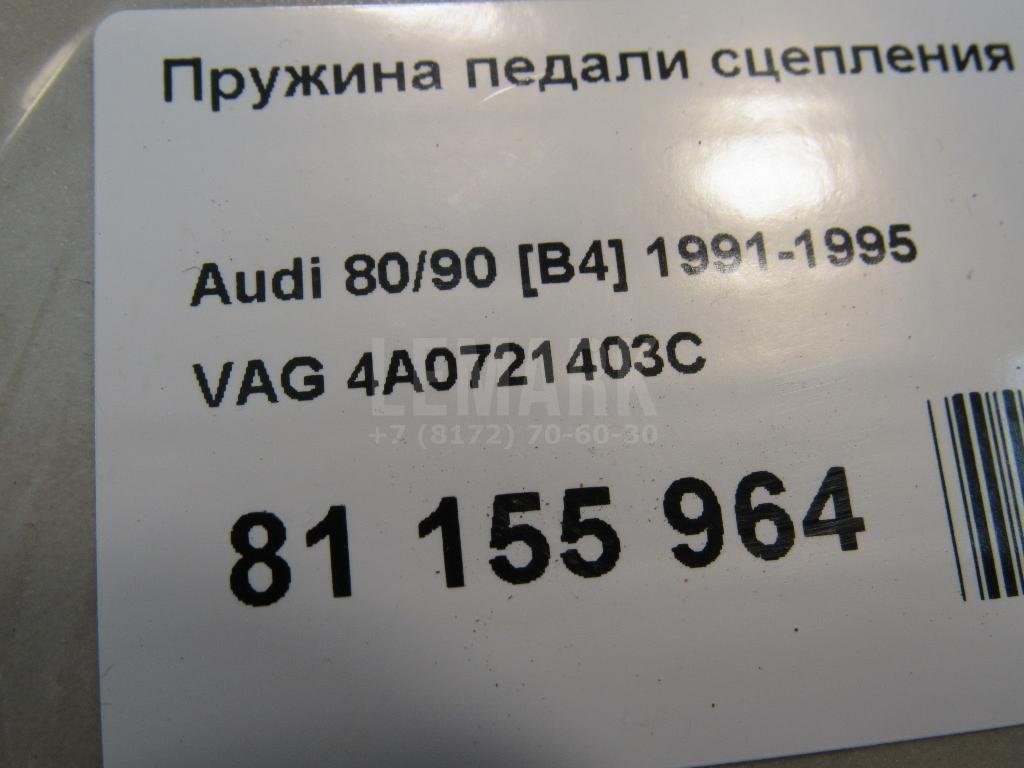 Пружина педали сцепления
Audi 80/90 [B4] 1991-1995
VAG 4A0721403C
LEMARK
+7 (8172) 70-60-30
81 155 964